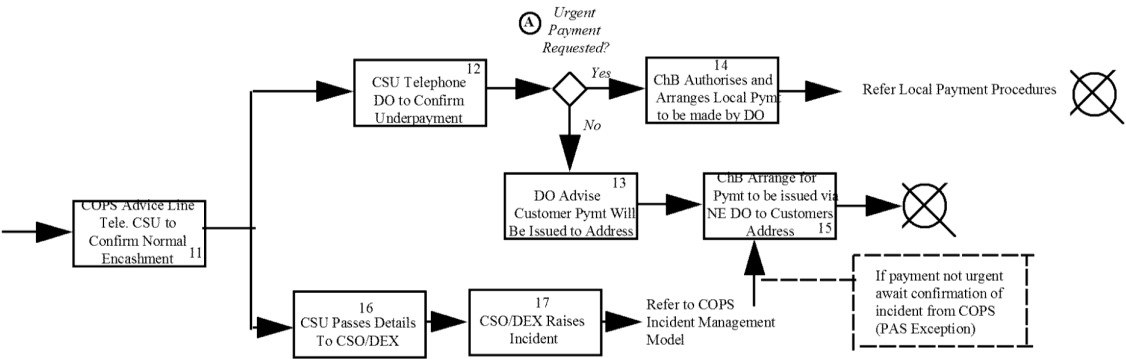 A
Urgent
Payment
Requested?
12
CSU Telephone
DO to Confirm
Underpayment
Yes
14
ChB Authorises and
Arranges Local Pymt
to be made by DO
Refer Local Payment Procedures
No
13
DO Advise
Customer Pymt Will
Be Issued to Address
ChB Arrange for
Pymt to be issued via
NE DO to Customers
Address
15
COPS Advice Line
Tele. CSU to
Confirm Normal
Encashment
11
16
CSU Passes Details
To CSO/DEX
17
CSO/DEX Raises
Incident
Refer to COPS
Incident Management
Model
If payment not urgent
await confirmation of
incident from COPS
(PAS Exception)